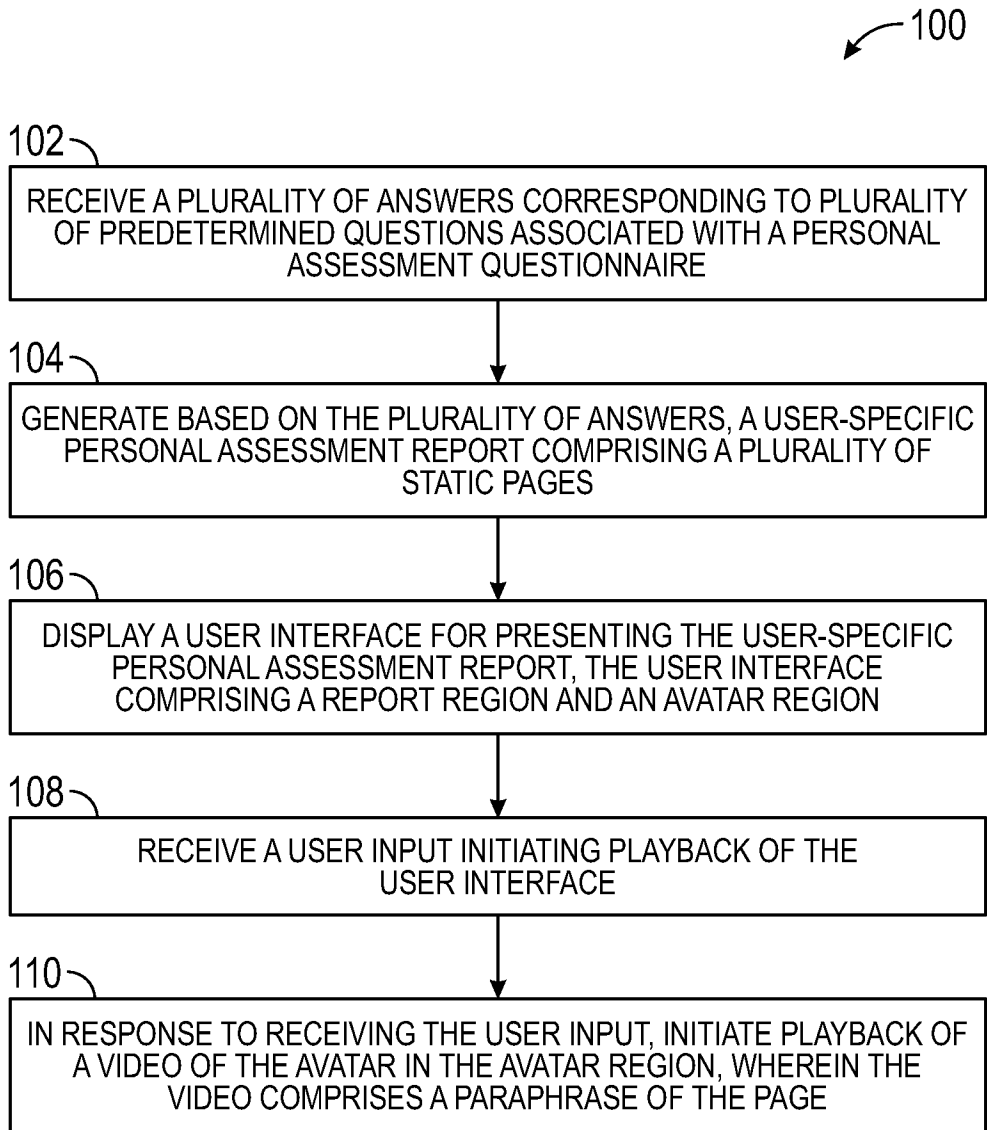 100
102
RECEIVE A PLURALITY OF ANSWERS CORRESPONDING TO PLURALITY
OF PREDETERMINED QUESTIONS ASSOCIATED WITH A PERSONAL
ASSESSMENT QUESTIONNAIRE
104
GENERATE BASED ON THE PLURALITY OF ANSWERS, A USER-SPECIFIC
PERSONAL ASSESSMENT REPORT COMPRISING A PLURALITY OF
STATIC PAGES
106
DISPLAY A USER INTERFACE FOR PRESENTING THE USER-SPECIFIC
PERSONAL ASSESSMENT REPORT, THE USER INTERFACE
COMPRISING A REPORT REGION AND AN AVATAR REGION
108
RECEIVE A USER INPUT INITIATING PLAYBACK OF THE
USER INTERFACE
110
IN RESPONSE TO RECEIVING THE USER INPUT, INITIATE PLAYBACK OF
A VIDEO OF THE AVATAR IN THE AVATAR REGION, WHEREIN THE
VIDEO COMPRISES A PARAPHRASE OF THE PAGE